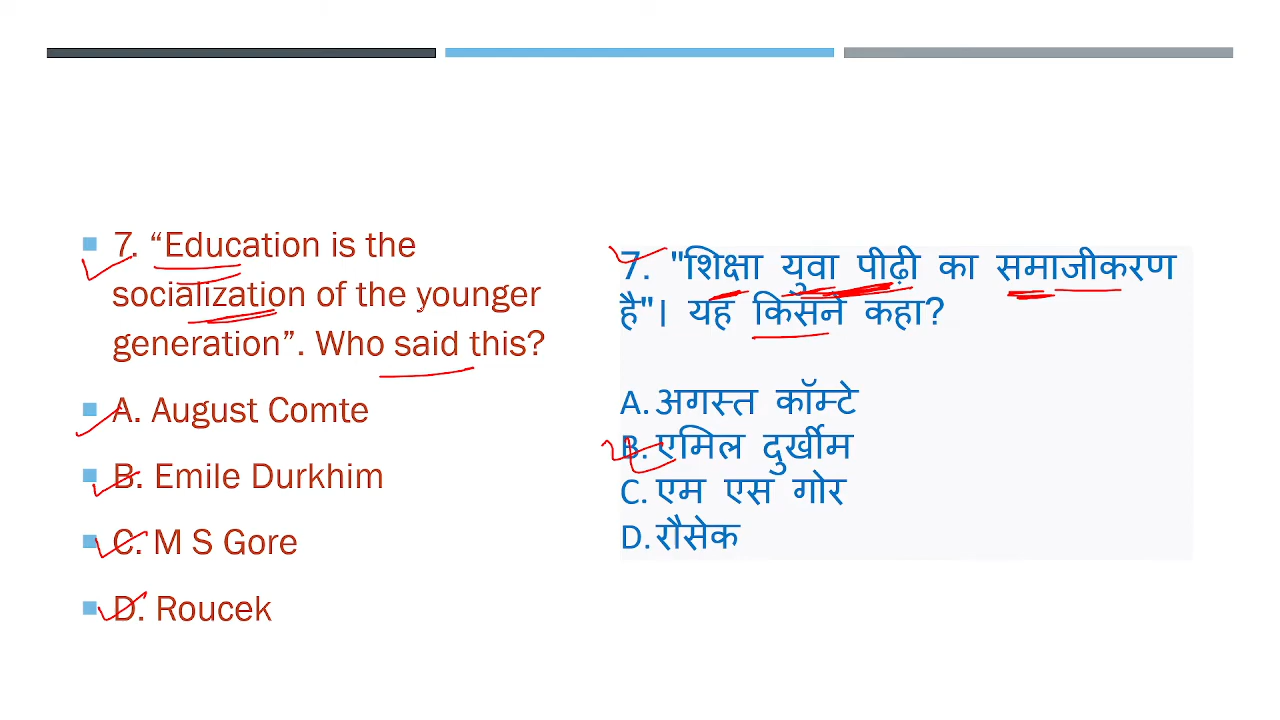 7. “Education is the
socialization of the younger
generation”. Who said this?
A. August Comte
B. Emile Durkhim
C. M S Gore
D. Roucek
7. "शिक्षा युवा पीढ़ी का समाजीकरण
है"। यह किसने कहा?
A. अगस्त कॉम्टे
B. एमिल दुर्खीम
C. एम एस गोर
D. रौसेक